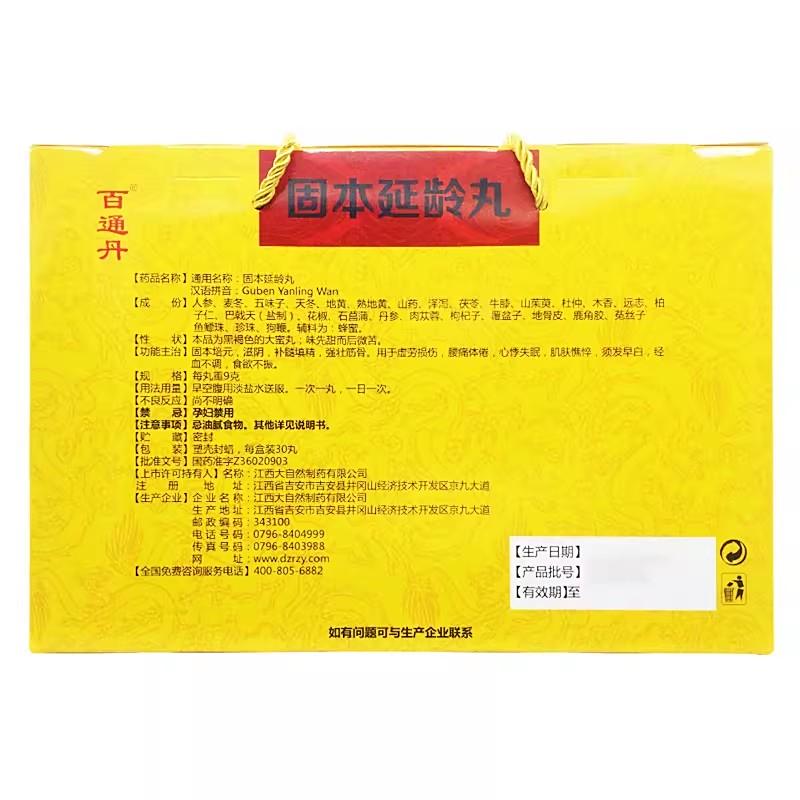 固本延龄丸
百通丹
【药品名称】通用名称：固本延龄丸
汉语拼音：Guben Yanling Wan
【成　份】人参、麦冬、五味子、天冬、地黄、熟地黄、山药、泽泻、茯苓、牛膝、山茱萸、杜仲、木香、远志、柏
子仁、巴戟天（盐制）、花椒、石菖蒲、丹参、肉苁蓉、枸杞子、覆盆子、地骨皮、鹿角胶、菟丝子
鱼鳔珠、珍珠、狗鞭。辅料为：蜂蜜。
【性　状】本品为黑褐色的大蜜丸；味先甜而后微苦。
【功能主治】固本培元，滋阴，补髓填精，强壮筋骨。用于虚劳损伤，腰痛体倦，心悸失眠，肌肤憔悴，须发早白，经
血不调，食欲不振。
【规　格】每丸重9克
【用法用量】早空腹用淡盐水送服。一次一丸，一日一次。
【不良反应】尚不明确
【禁　忌】孕妇禁用
【注意事项】忌油腻食物。其他详见说明书。
【贮　藏】密封
【包　装】塑壳封蜡，每盒装30丸
【批准文号】国药准字Z36020903
【上市许可持有人】名称：江西大自然制药有限公司
注　册　地　址：江西省吉安市吉安县井冈山经济技术开发区京九大道
【生产企业】企业名称：江西大自然制药有限公司
生产地址：江西省吉安市吉安县井冈山经济技术开发区京九大道
邮政编码：343100
电话号码：0796-8404999
传真号码：0796-8403988
网　　址：www.dzrzy.com
【全国免费咨询服务电话】400-805-6882
【生产日期】
【产品批号】
【有效期】至
如有问题可与生产企业联系